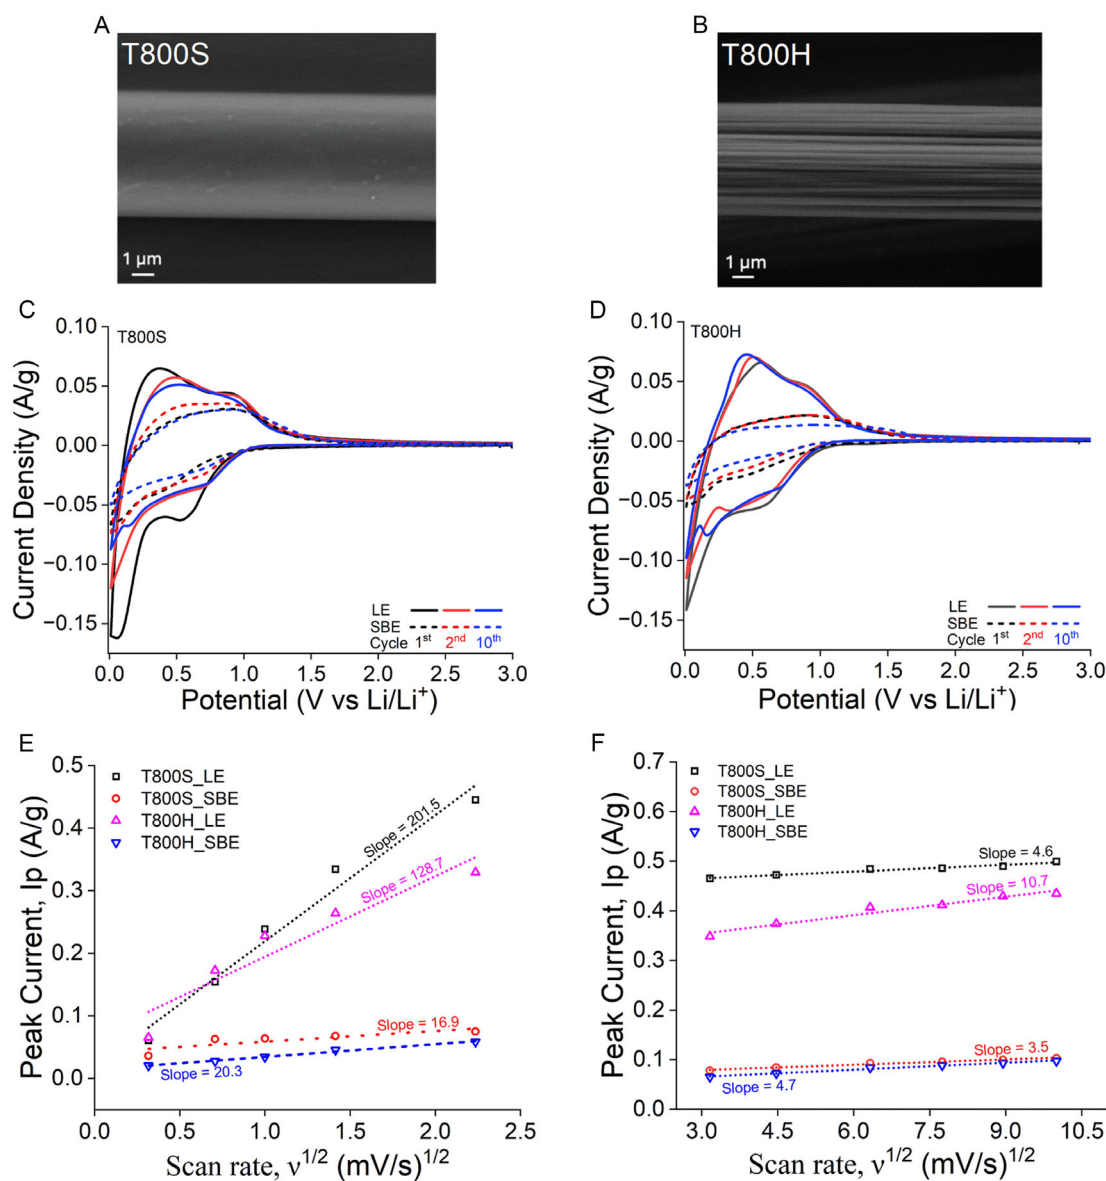 A
T800S
1 µm
B
T800H
1 µm
C
T800S
Current Density (A/g)
0.10
0.05
0.00
−0.05
−0.10
−0.15
LE
SBE
Cycle 1st 2nd 10th
0.0 0.5 1.0 1.5 2.0 2.5 3.0
Potential (V vs Li/Li+)
D
T800H
Current Density (A/g)
0.10
0.05
0.00
−0.05
−0.10
−0.15
LE
SBE
Cycle 1st 2nd 10th
0.0 0.5 1.0 1.5 2.0 2.5 3.0
Potential (V vs Li/Li+)
E
Peak Current, Ip (A/g)
0.5
0.4
0.3
0.2
0.1
0.0
T800S_LE
T800S_SBE
T800H_LE
T800H_SBE
Slope = 201.5
Slope = 128.7
Slope = 16.9
Slope = 20.3
0.0 0.5 1.0 1.5 2.0 2.5
Scan rate, ν1/2 (mV/s)1/2
F
Peak Current, Ip (A/g)
0.7
0.6
0.5
0.4
0.3
0.2
0.1
0.0
T800S_LE
T800S_SBE
T800H_LE
T800H_SBE
Slope = 4.6
Slope = 10.7
Slope = 3.5
Slope = 4.7
3.0 4.5 6.0 7.5 9.0 10.5
Scan rate, ν1/2 (mV/s)1/2